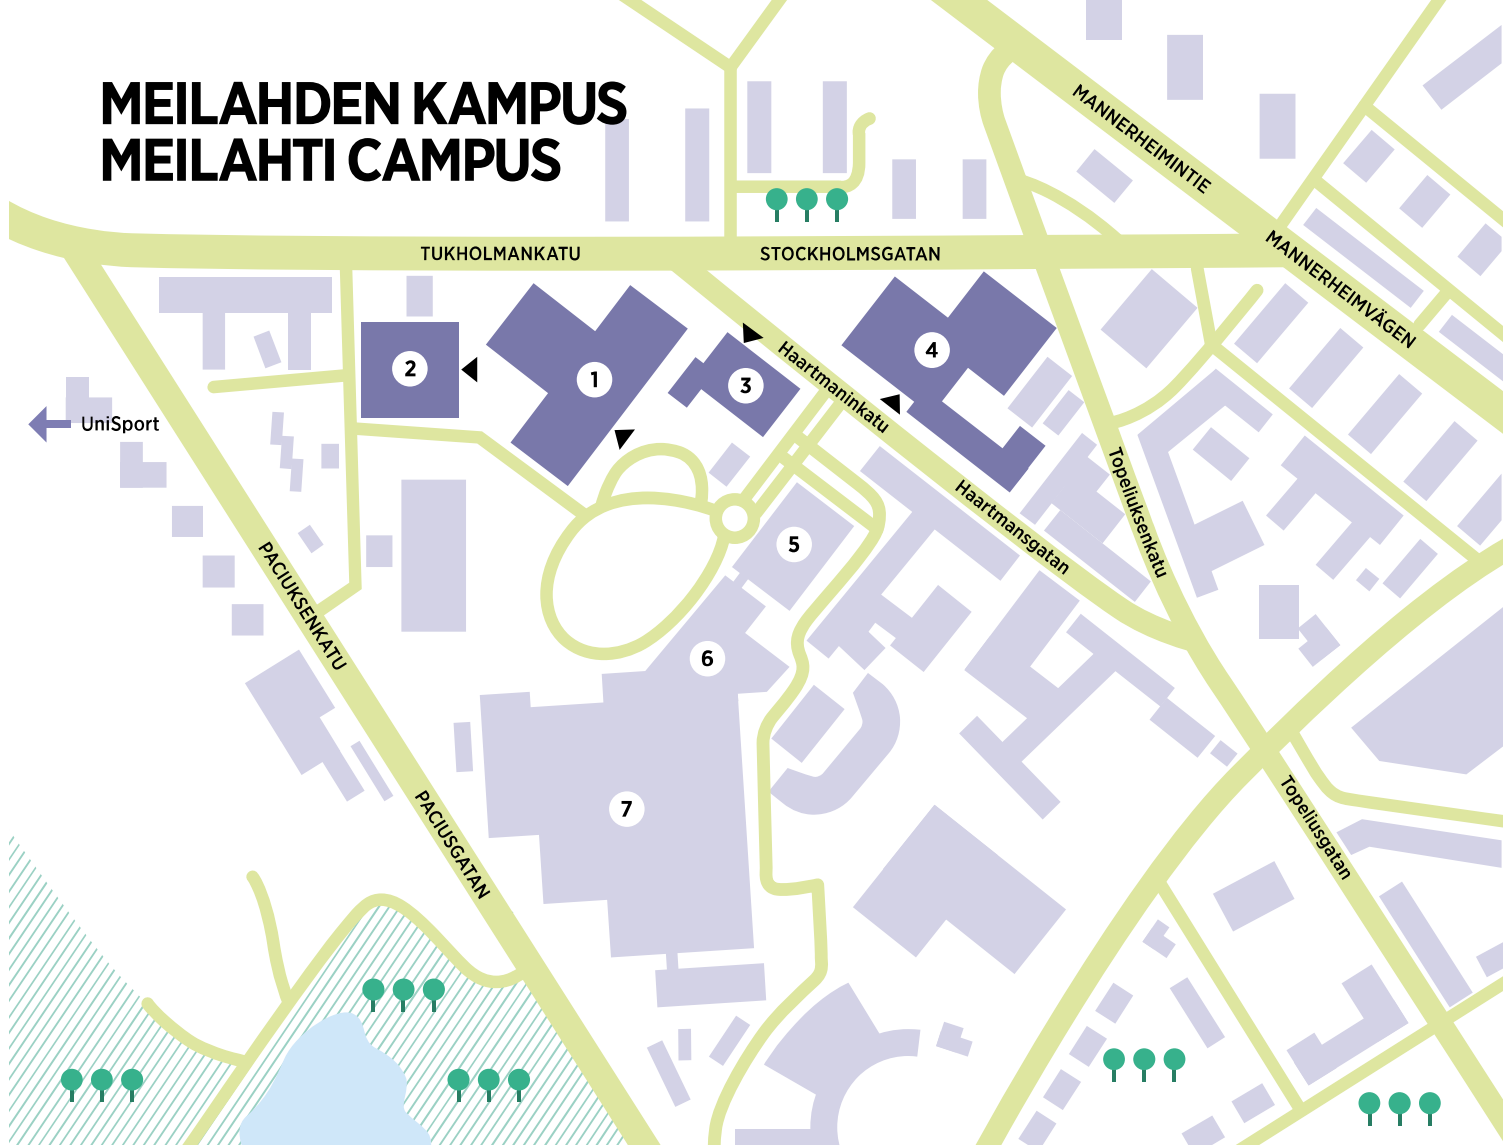 MEILAHDEN KAMPUS
MEILAHTI CAMPUS
MANNERHEIMINTIE
TUKHOLMANKATU
STOCKHOLMSGATAN
MANNERHEIMVÄGEN
2
1
3
4
Haartmaninkatu
UniSport
Haartmansgatan
Topeliuksenkatu
5
PACIUKSENKATU
6
7
PACIUSGATAN
Topeliusgatan